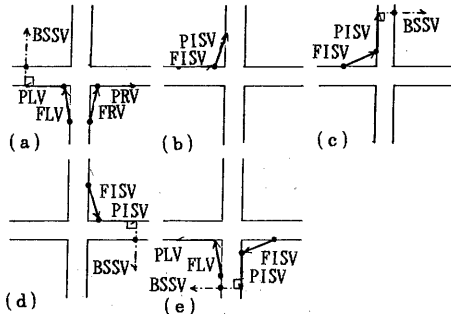 BSSV
PLV
PRV
FLV
FRV
(a)
PISV
FISV
(b)
BSSV
PISV
FISV
(c)
FISV
PISV
BSSV
(d)
PLV
FLV
FISV
BSSV
PISV
(e)